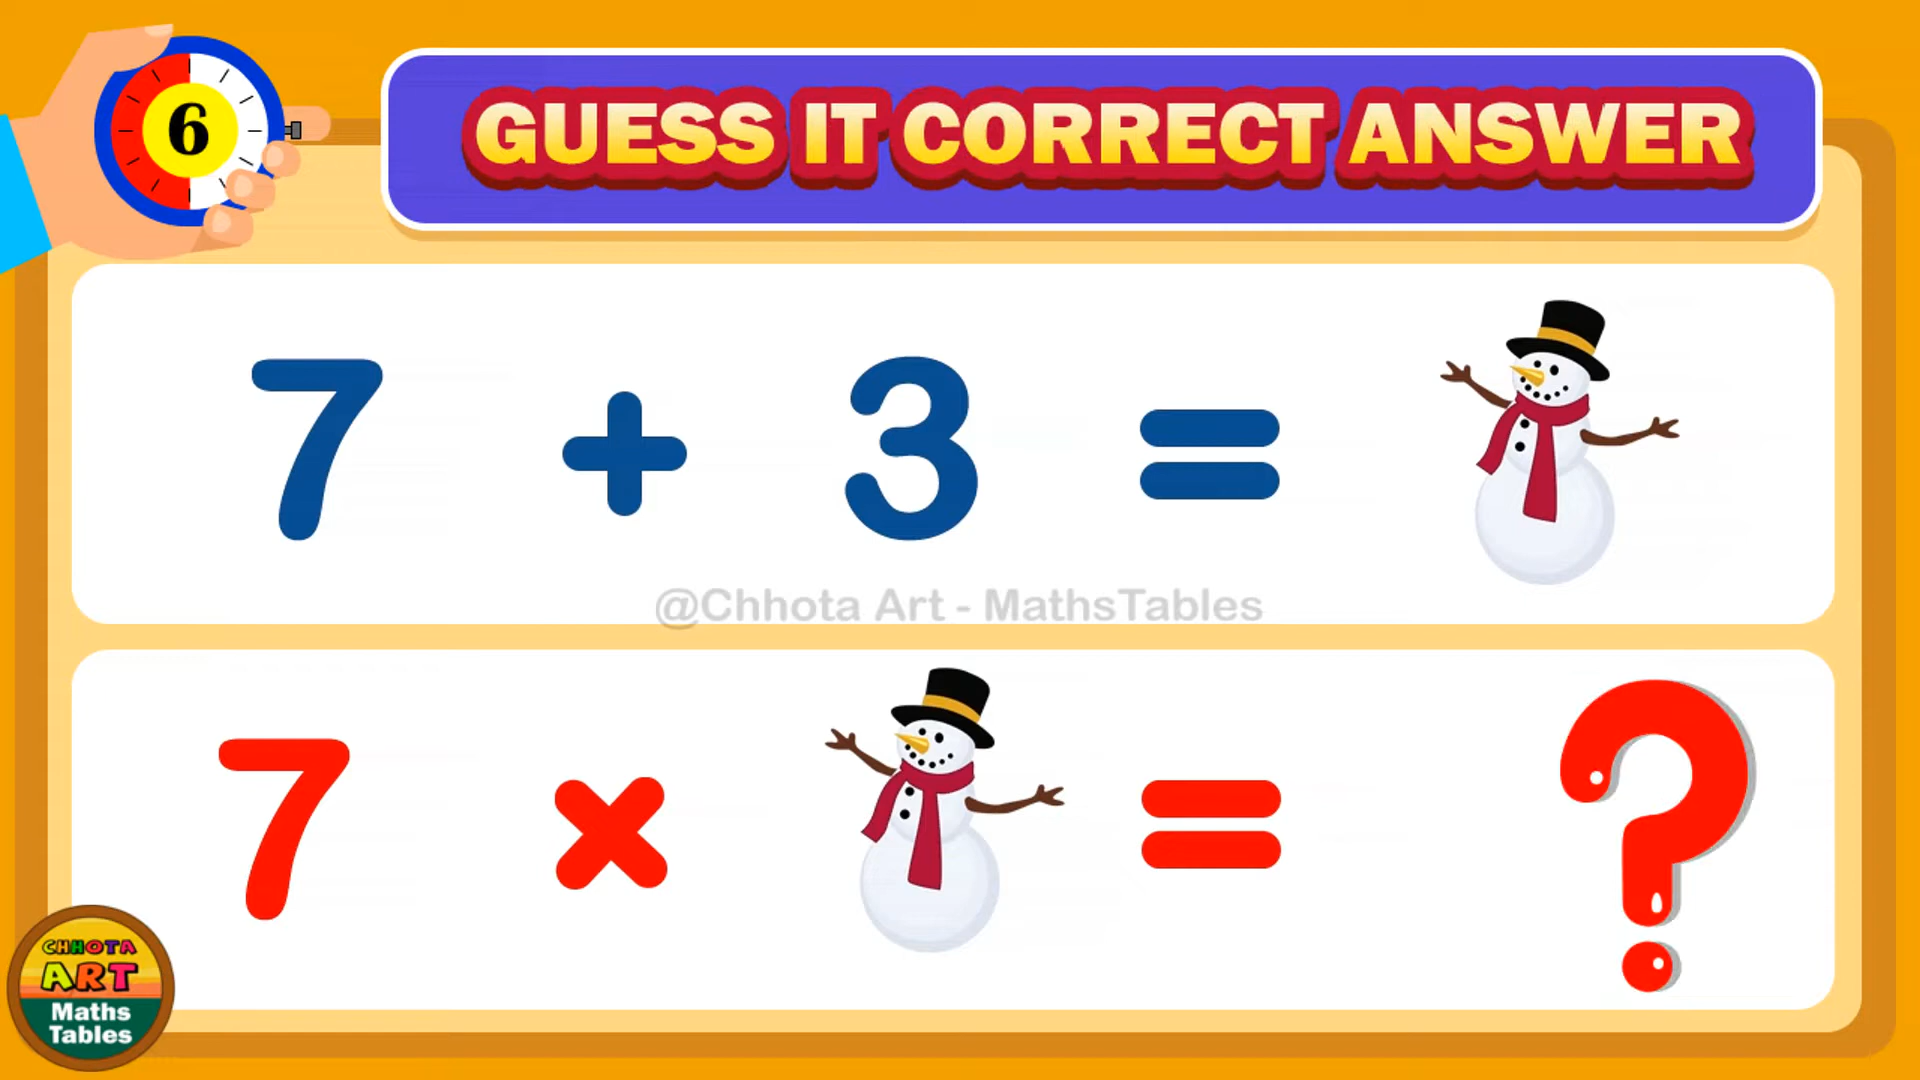 6
GUESS IT CORRECT ANSWER
7 + 3 =
@Chhota Art - MathsTables
7 × = ?
CHHOTA
ART
Maths
Tables